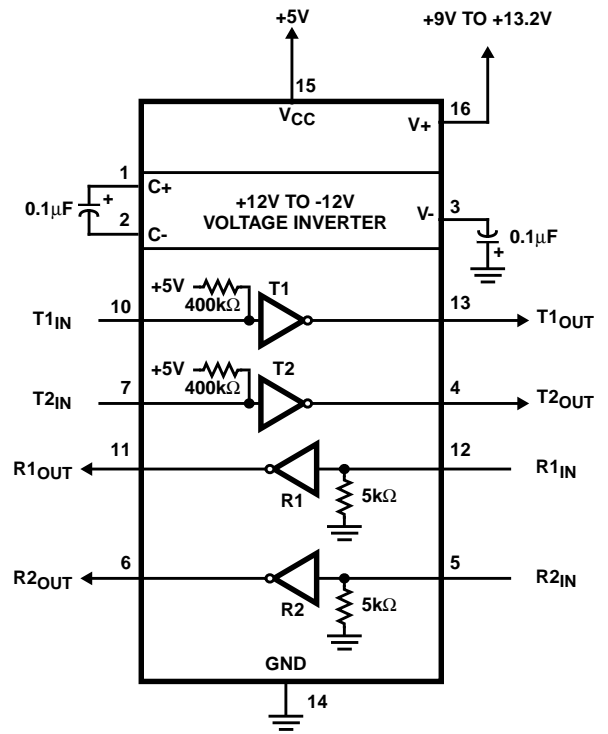 +5V
+9V TO +13.2V
15
16
VCC
V+
1
C+
0.1μF
+
2
C-
+12V TO -12V
VOLTAGE INVERTER
V-
3
0.1μF
+
+5V
400kΩ
T1
T1IN
10
13
T1OUT
+5V
400kΩ
T2
T2IN
7
4
T2OUT
R1OUT
11
R1
5kΩ
12
R1IN
R2OUT
6
R2
5kΩ
5
R2IN
GND
14